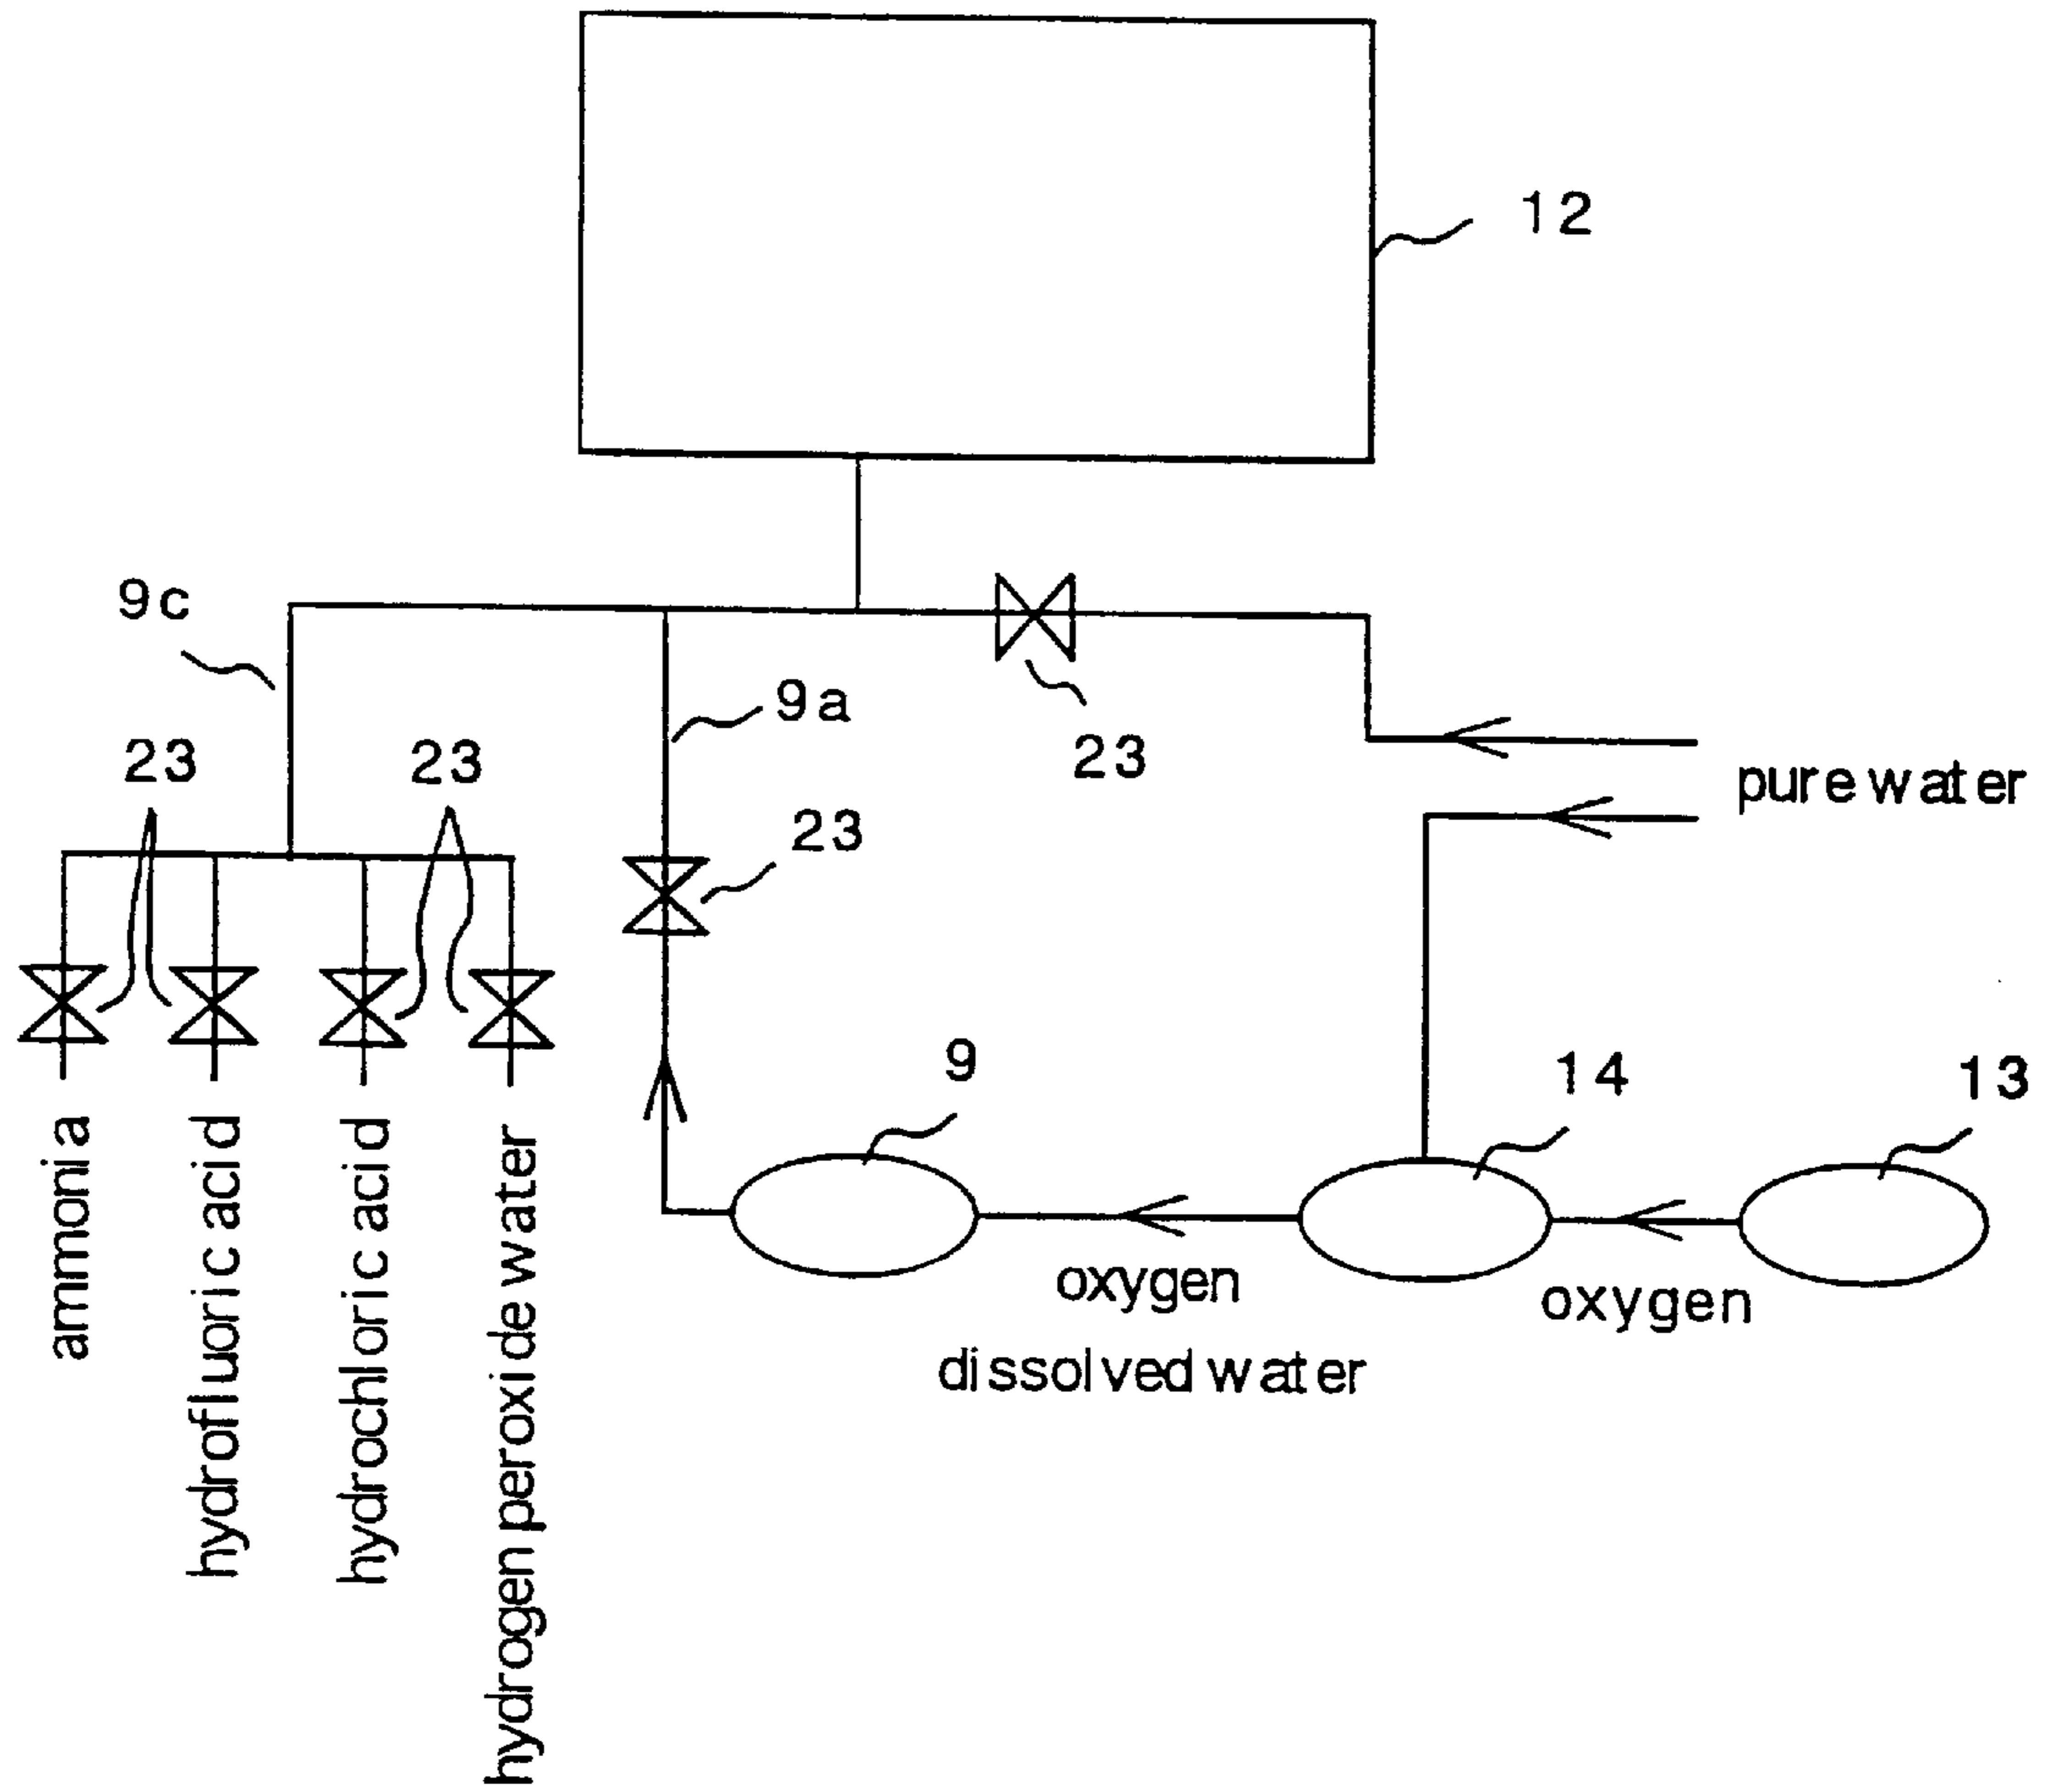 12
9c
9a
23
23
23
pure water
23
9
14
13
oxygen
oxygen
dissolved water
ammonia
hydrofluoric acid
hydrochloric acid
hydrogen peroxide water